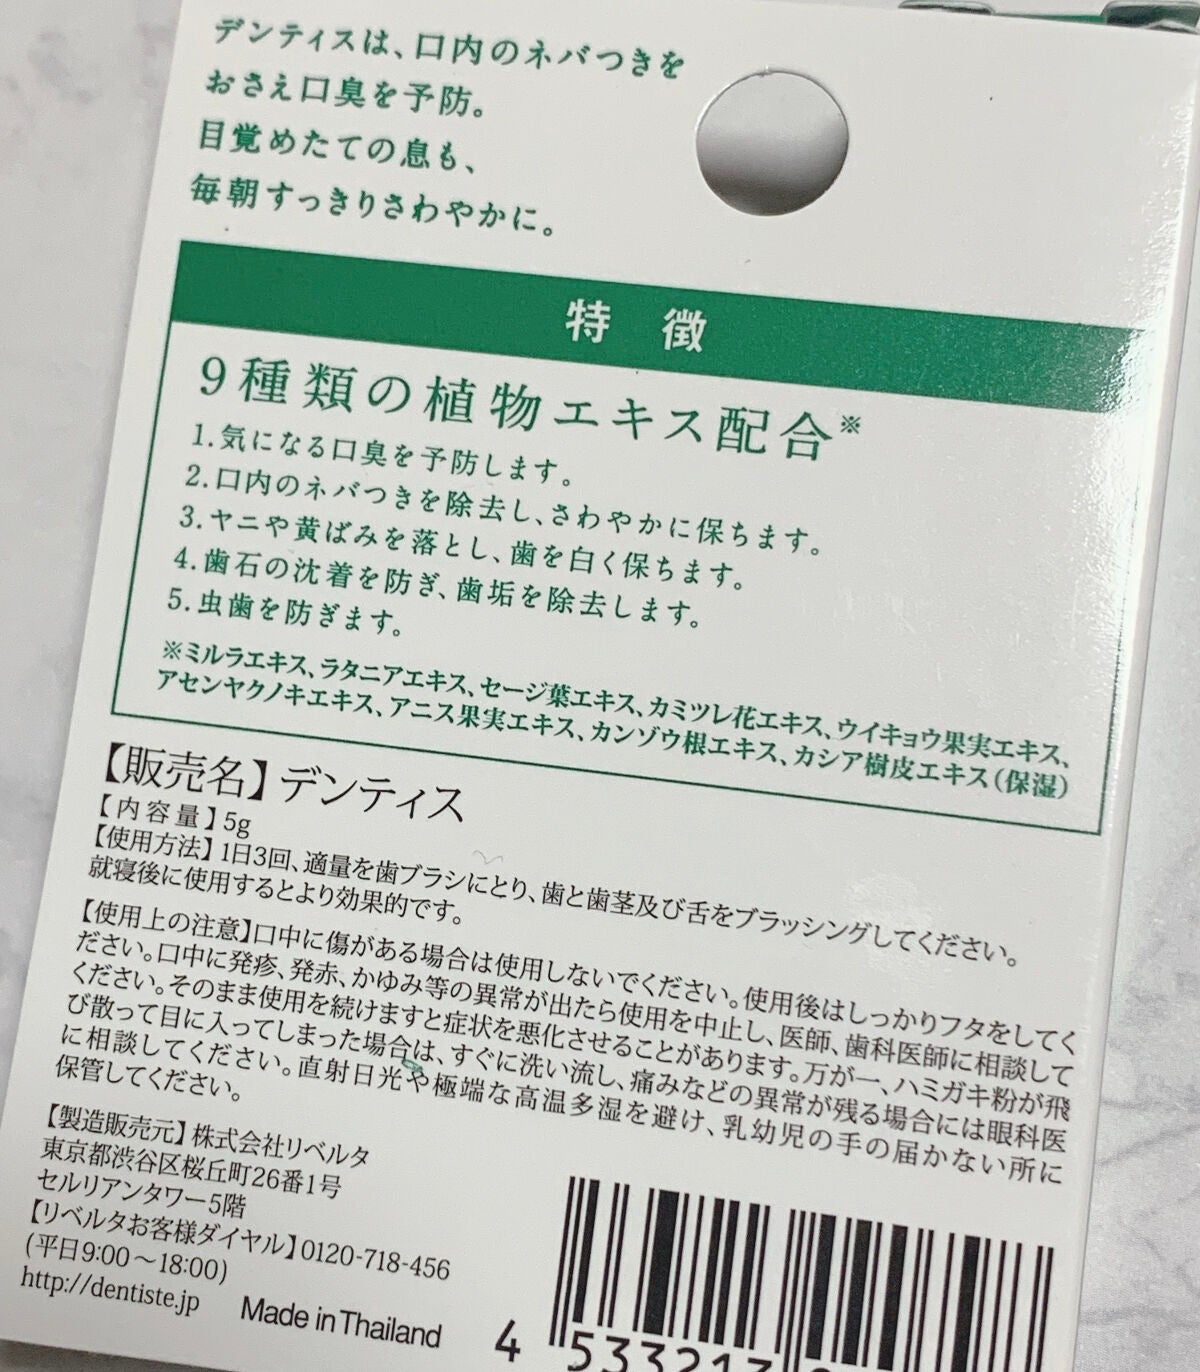 デンティスは、口内のネバつきを
おさえ口臭を予防。
目覚めたての息も、
毎朝すっきりさわやかに。
特 徴
9種類の植物エキス配合※
1.気になる口臭を予防します。
2.口内のネバつきを除去し、さわやかに保ちます。
3.ヤニや黄ばみを落とし、歯を白く保ちます。
4.歯石の沈着を防ぎ、歯垢を除去します。
5.虫歯を防ぎます。
※ミルラエキス、ラタニアエキス、セージ葉エキス、カミツレ花エキス、ウイキョウ果実エキス、
アセンヤクノキエキス、アニス果実エキス、カンゾウ根エキス、カシア樹皮エキス(保湿)
【販売名】デンティス
【内容量】5g
【使用方法】1日3回、適量を歯ブラシにとり、歯と歯茎及び舌をブラッシングしてください。
就寝後に使用するとより効果的です。
【使用上の注意】口中に傷がある場合は使用しないでください。使用後はしっかりフタをしてく
ださい。口中に発疹、発赤、かゆみ等の異常が出たら使用を中止し、医師、歯科医師に相談して
ください。そのまま使用を続けますと症状を悪化させることがあります。万が一、ハミガキ粉が飛
び散って目に入ってしまった場合は、すぐに洗い流し、痛みなどの異常が残る場合には眼科医
に相談してください。直射日光や極端な高温多湿を避け、乳幼児の手の届かない所に
保管してください。
【製造販売元】株式会社リベルタ
東京都渋谷区桜丘町26番1号
セルリアンタワー5階
【リベルタお客様ダイヤル】0120-718-456
(平日9:00～18:00)
http://dentiste.jp
Made in Thailand
4 533213